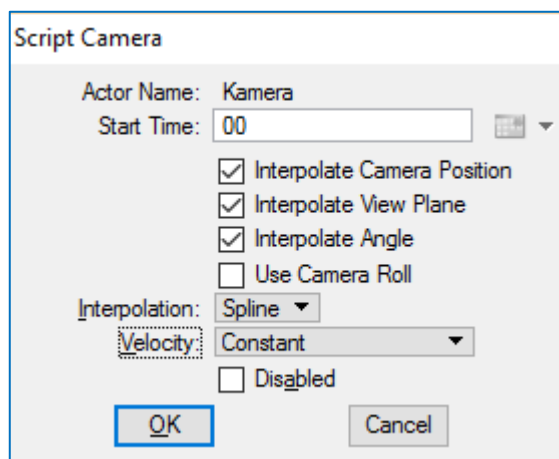 Script Camera
Actor Name: Kamera
Start Time: 00
Interpolate Camera Position
Interpolate View Plane
Interpolate Angle
Use Camera Roll
Interpolation: Spline
Velocity: Constant
Disabled
OK Cancel